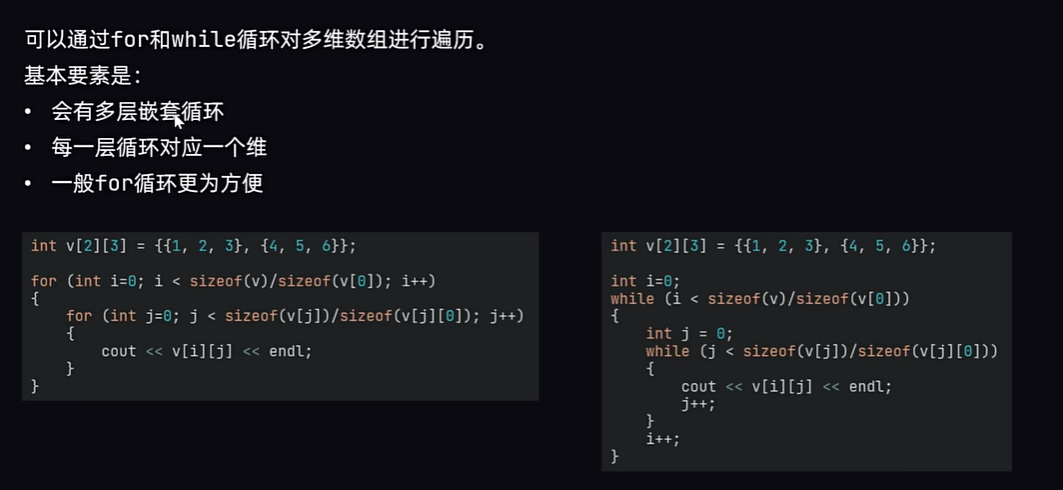 可以通过for和while循环对多维数组进行遍历。
基本要素是:
• 会有多层嵌套循环
• 每一层循环对应一个维
• 一般for循环更为方便
int v[2][3] = {{1, 2, 3}, {4, 5, 6}};
for (int i=0; i < sizeof(v)/sizeof(v[0]); i++)
{
    for (int j=0; j < sizeof(v[j])/sizeof(v[j][0]); j++)
    {
        cout << v[i][j] << endl;
    }
}
int v[2][3] = {{1, 2, 3}, {4, 5, 6}};
int i=0;
while (i < sizeof(v)/sizeof(v[0]))
{
    int j = 0;
    while (j < sizeof(v[j])/sizeof(v[j][0]))
    {
        cout << v[i][j] << endl;
        j++;
    }
    i++;
}